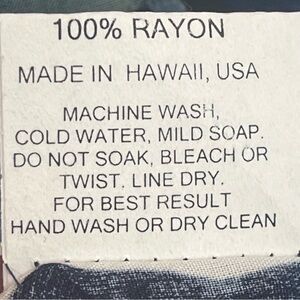 100% RAYON
MADE IN HAWAII, USA
MACHINE WASH,
COLD WATER, MILD SOAP.
DO NOT SOAK, BLEACH OR
TWIST. LINE DRY.
FOR BEST RESULT
HAND WASH OR DRY CLEAN